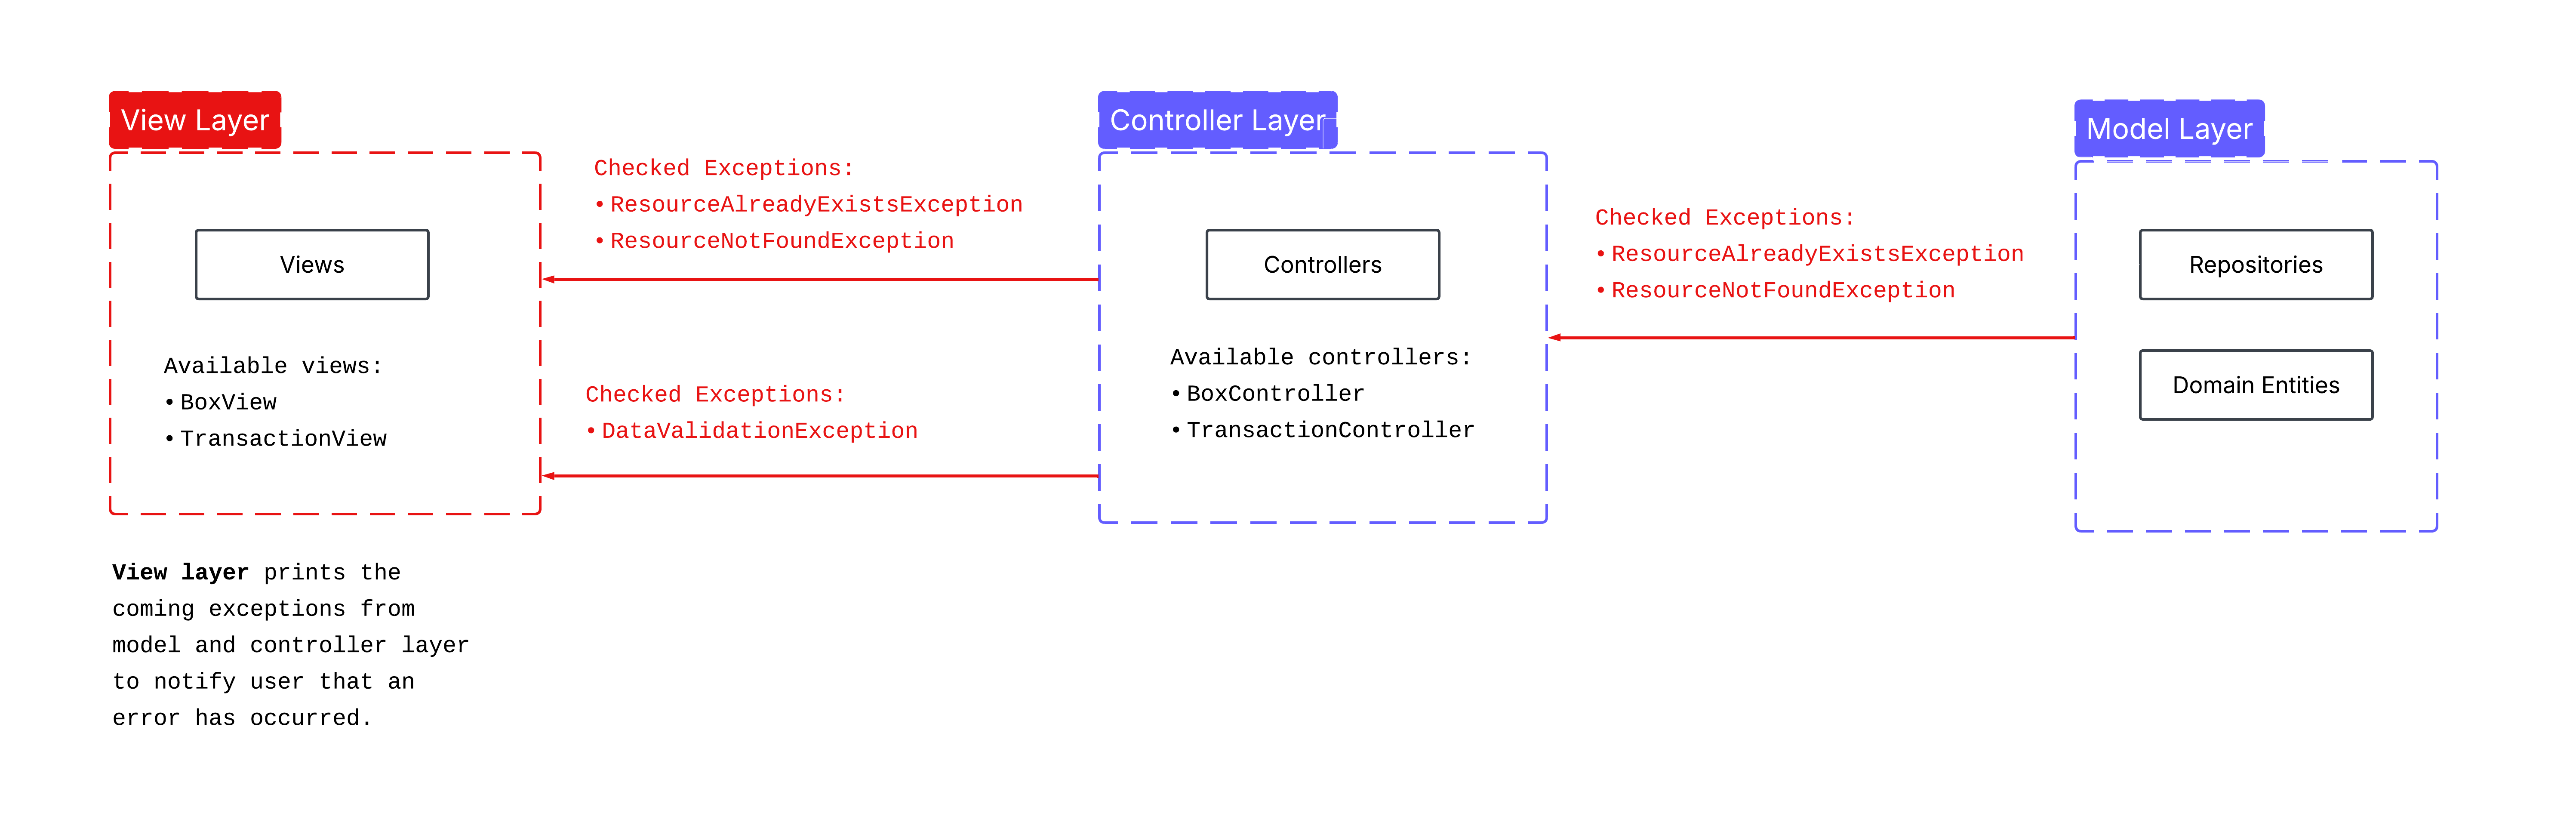 View Layer
Views
Available views:
• BoxView
• TransactionView
View layer prints the
coming exceptions from
model and controller layer
to notify user that an
error has occurred.
Checked Exceptions:
• ResourceAlreadyExistsException
• ResourceNotFoundException
Checked Exceptions:
• DataValidationException
Controller Layer
Controllers
Available controllers:
• BoxController
• TransactionController
Checked Exceptions:
• ResourceAlreadyExistsException
• ResourceNotFoundException
Model Layer
Repositories
Domain Entities